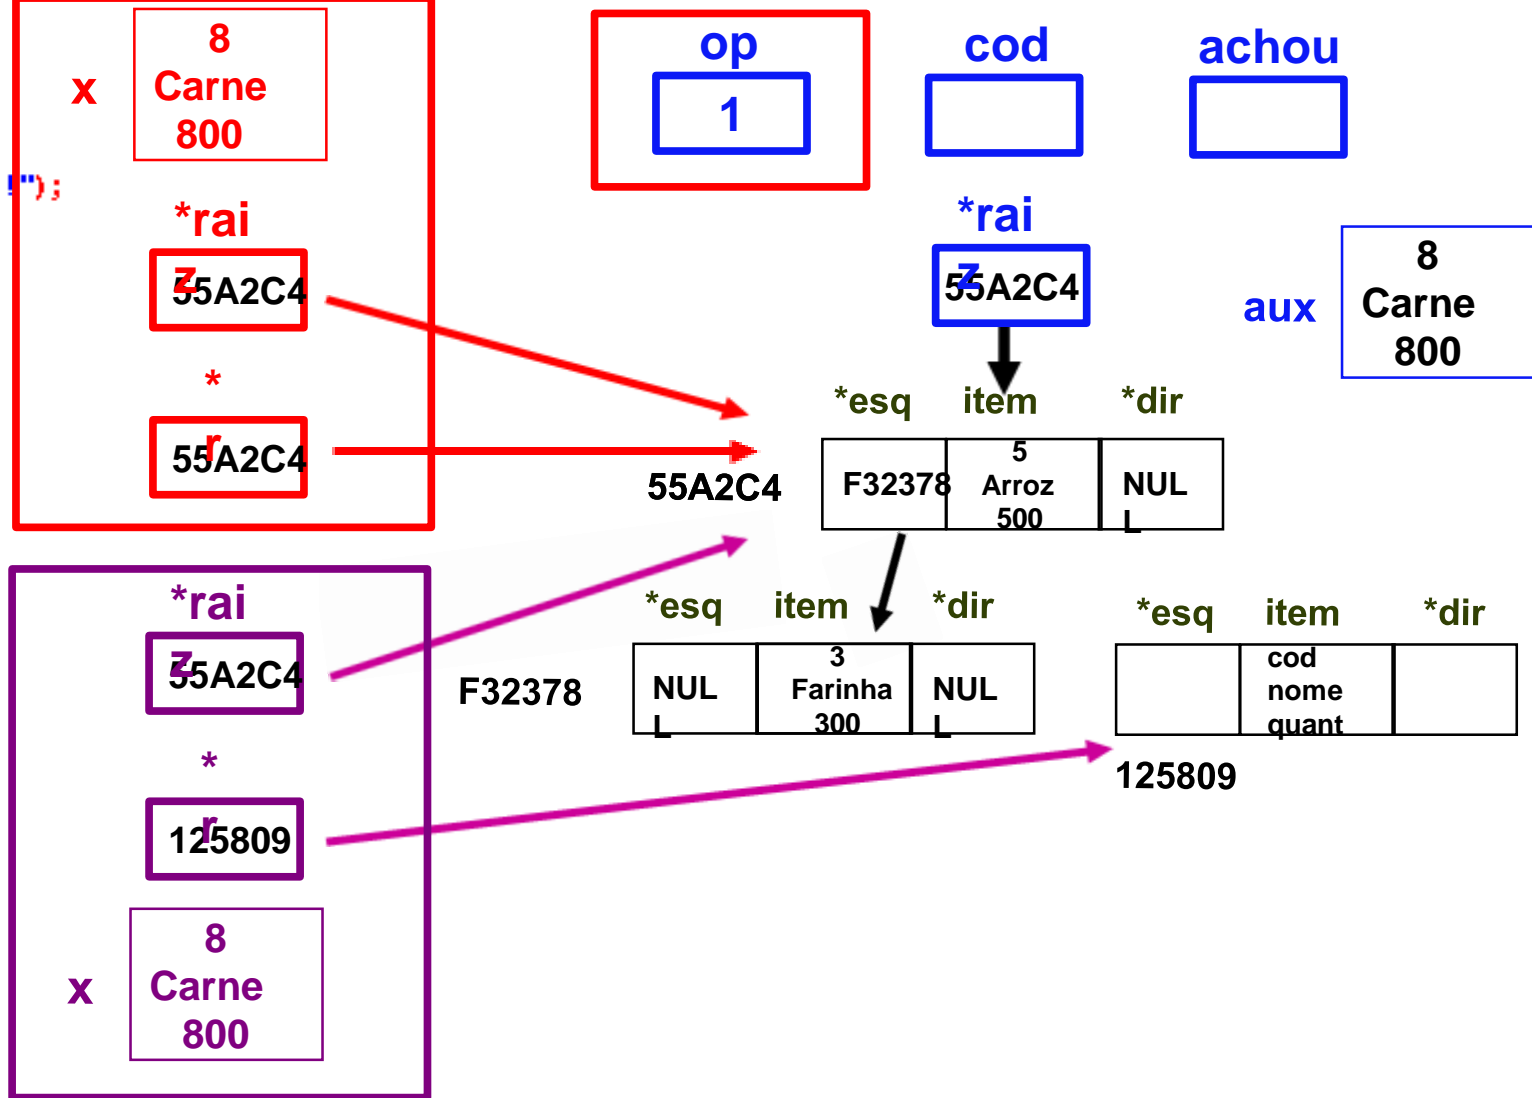 8
x Carne
800
!");
*rai
z
55A2C4
*
r
55A2C4
op cod achou
1
*rai
z
55A2C4
8
aux Carne
800
*esq item *dir
5
55A2C4 F32378 Arroz NUL
500 L
*rai
z
55A2C4
*
r
125809
8
x Carne
800
*esq item *dir
3
F32378 NUL Farinha NUL
L 300 L
*esq item *dir
cod
nome
quant
125809